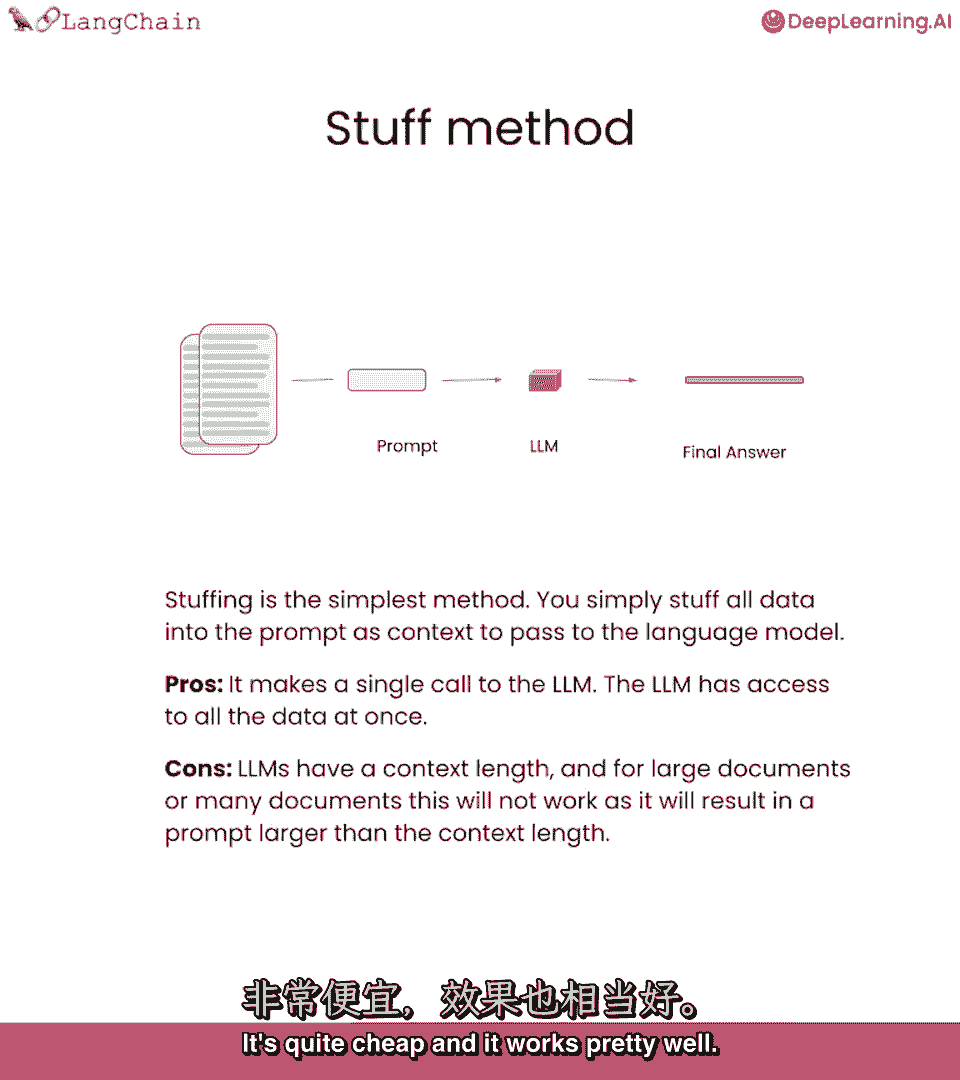 LangChain
DeepLearning.AI
Stuff method
Prompt
LLM
Final Answer
Stuffing is the simplest method. You simply stuff all data
into the prompt as context to pass to the language model.
Pros: It makes a single call to the LLM. The LLM has access
to all the data at once.
Cons: LLMs have a context length, and for large documents
or many documents this will not work as it will result in a
prompt larger than the context length.
非常便宜，效果也相当好。
It's quite cheap and it works pretty well.